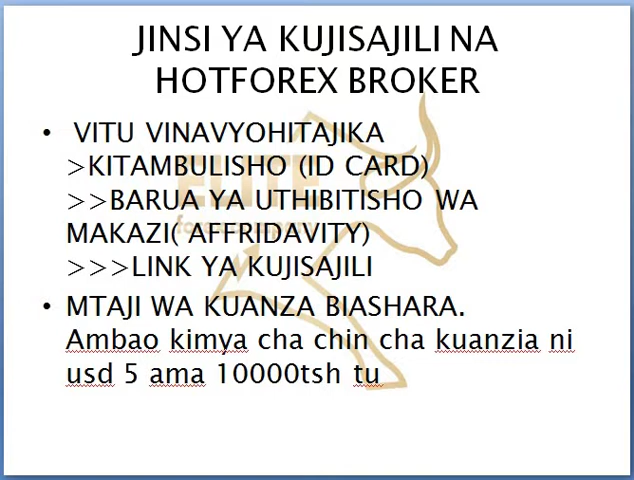 JINSI YA KUJISAJILI NA
HOTFOREX BROKER
• VITU VINAVYOHITAJIKA
>KITAMBULISHO (ID CARD)
>>BARUA YA UTHIBITISHO WA
MAKAZI( AFFRIDAVITY)
>>>LINK YA KUJISAJILI
• MTAJI WA KUANZA BIASHARA.
Ambao kimya cha chin cha kuanzia ni
usd 5 ama 10000tsh tu
ELITE